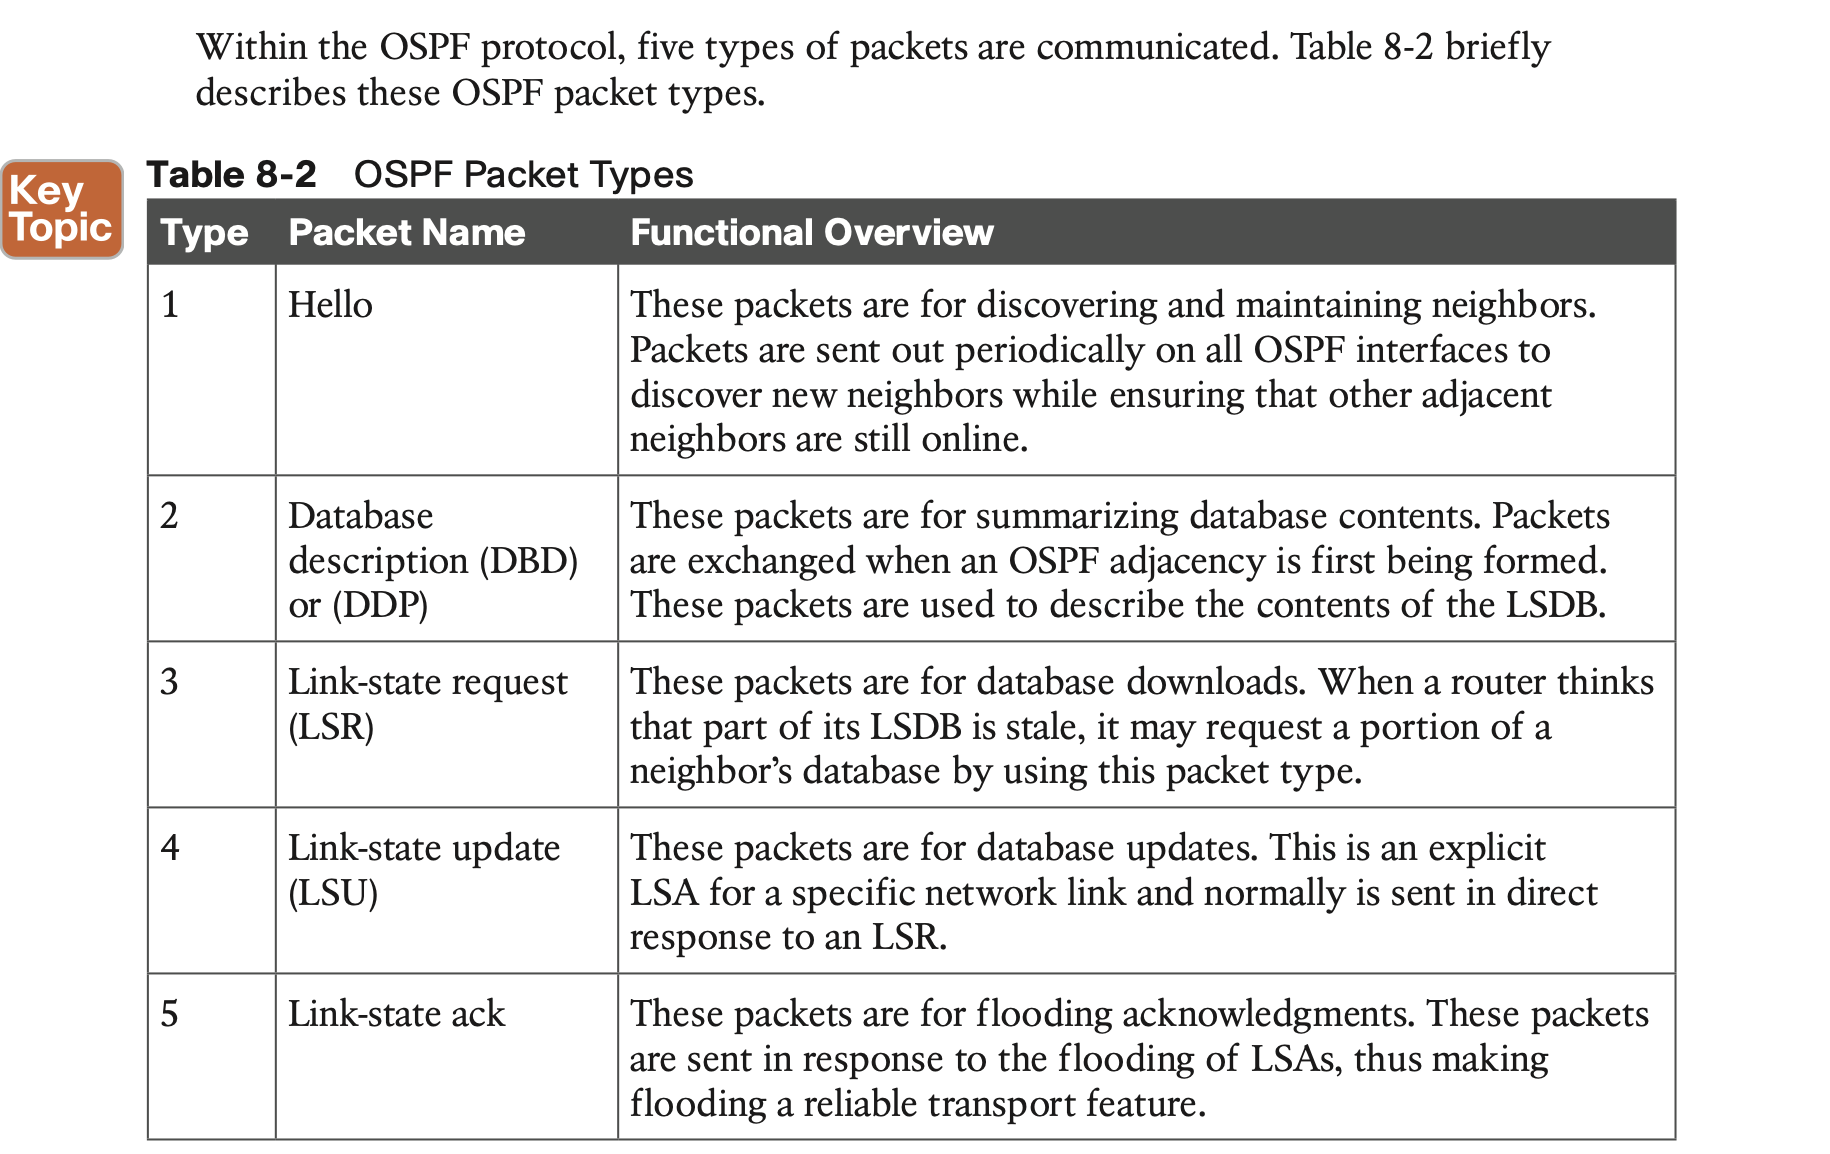 Within the OSPF protocol, five types of packets are communicated. Table 8-2 briefly
describes these OSPF packet types.
Key
Topic
Table 8-2 OSPF Packet Types
Type Packet Name Functional Overview
1 Hello These packets are for discovering and maintaining neighbors.
Packets are sent out periodically on all OSPF interfaces to
discover new neighbors while ensuring that other adjacent
neighbors are still online.
2 Database These packets are for summarizing database contents. Packets
description (DBD) are exchanged when an OSPF adjacency is first being formed.
or (DDP) These packets are used to describe the contents of the LSDB.
3 Link-state request These packets are for database downloads. When a router thinks
(LSR) that part of its LSDB is stale, it may request a portion of a
neighbor’s database by using this packet type.
4 Link-state update These packets are for database updates. This is an explicit
(LSU) LSA for a specific network link and normally is sent in direct
response to an LSR.
5 Link-state ack These packets are for flooding acknowledgments. These packets
are sent in response to the flooding of LSAs, thus making
flooding a reliable transport feature.